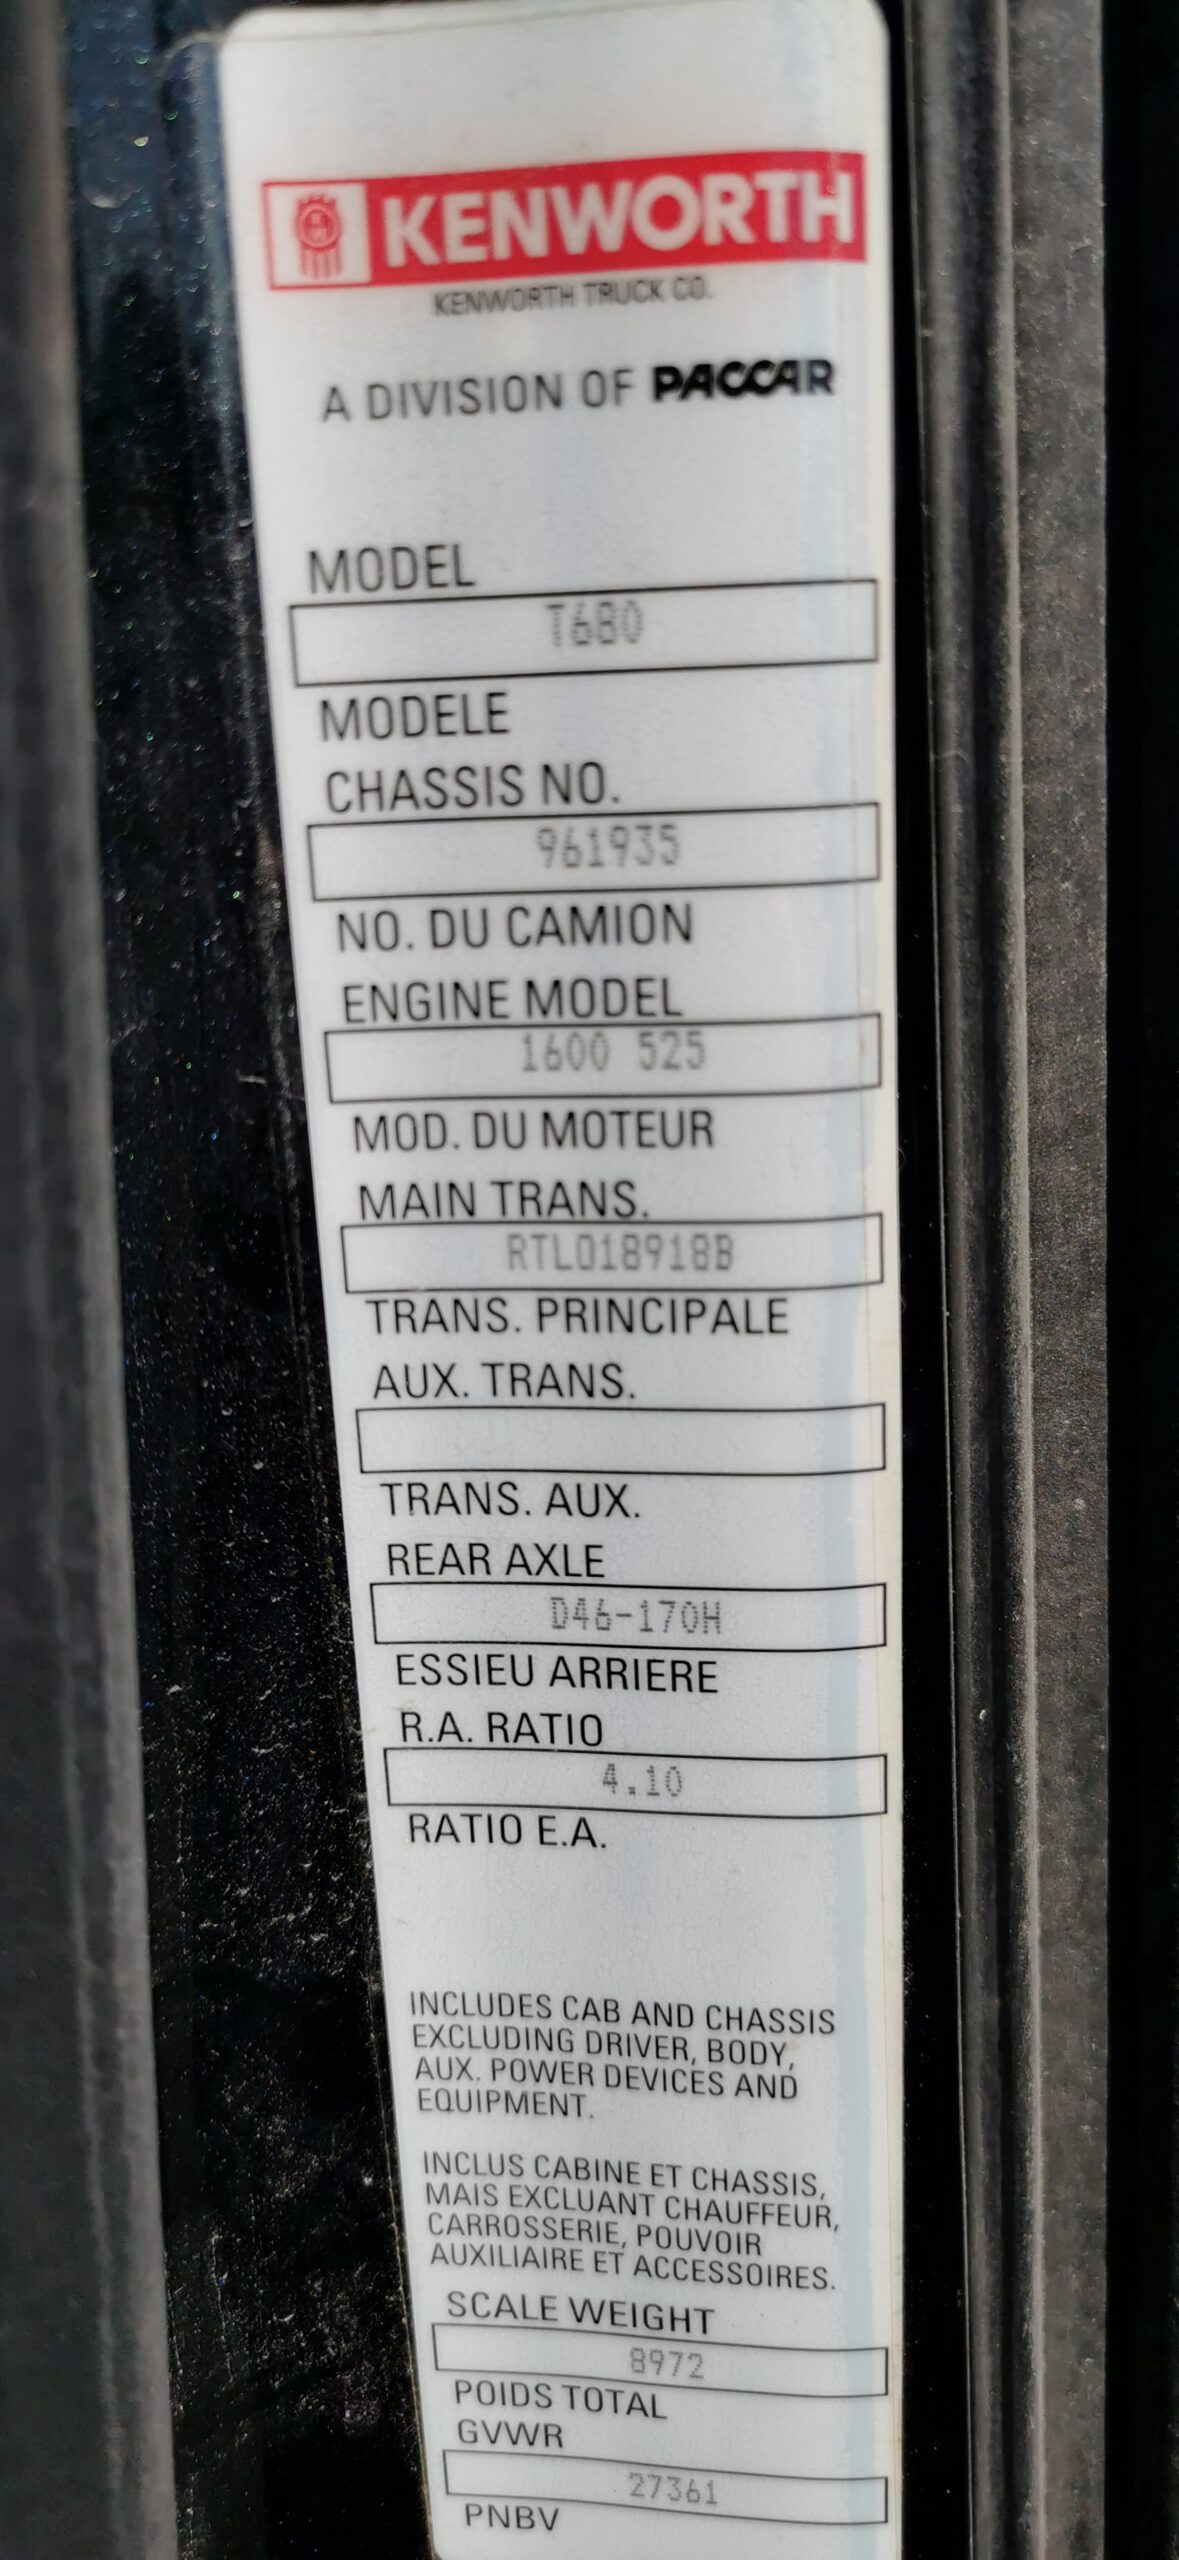 KENWORTH
KENWORTH TRUCK CO.
A DIVISION OF PACCAR
MODEL
T680
MODELE
CHASSIS NO.
961935
NO. DU CAMION
ENGINE MODEL
1600 525
MOD. DU MOTEUR
MAIN TRANS.
RTLO18918B
TRANS. PRINCIPALE
AUX. TRANS.
TRANS. AUX.
REAR AXLE
D46-170H
ESSIEU ARRIERE
R.A. RATIO
4.10
RATIO E.A.
INCLUDES CAB AND CHASSIS
EXCLUDING DRIVER, BODY,
AUX. POWER DEVICES AND
EQUIPMENT.
INCLUS CABINE ET CHASSIS,
MAIS EXCLUANT CHAUFFEUR,
CARROSSERIE, POUVOIR
AUXILIAIRE ET ACCESSOIRES.
SCALE WEIGHT
8972
POIDS TOTAL
GVWR
27361
PNBV